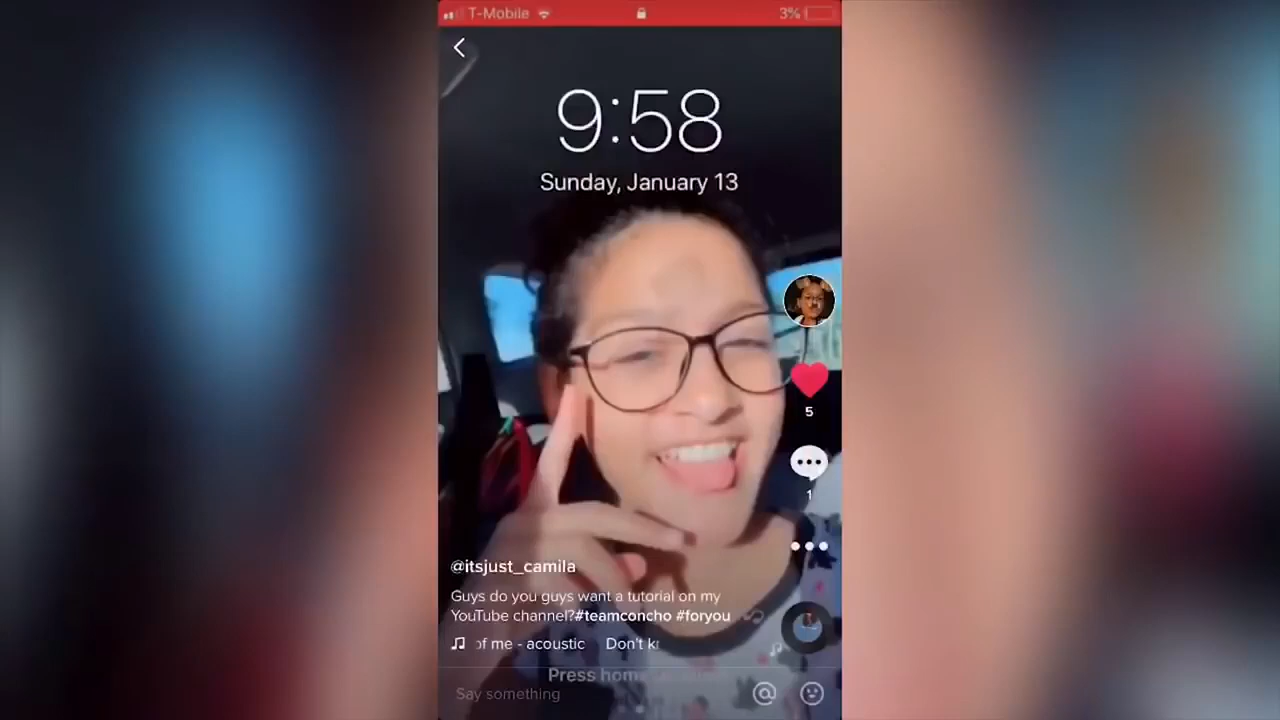 T-Mobile
3%
9:58
Sunday, January 13
5
1
@itsjust_camila
Guys do you guys want a tutorial on my
YouTube channel?#teamconcho #foryou
of me - acoustic Don't
Press home
Say something